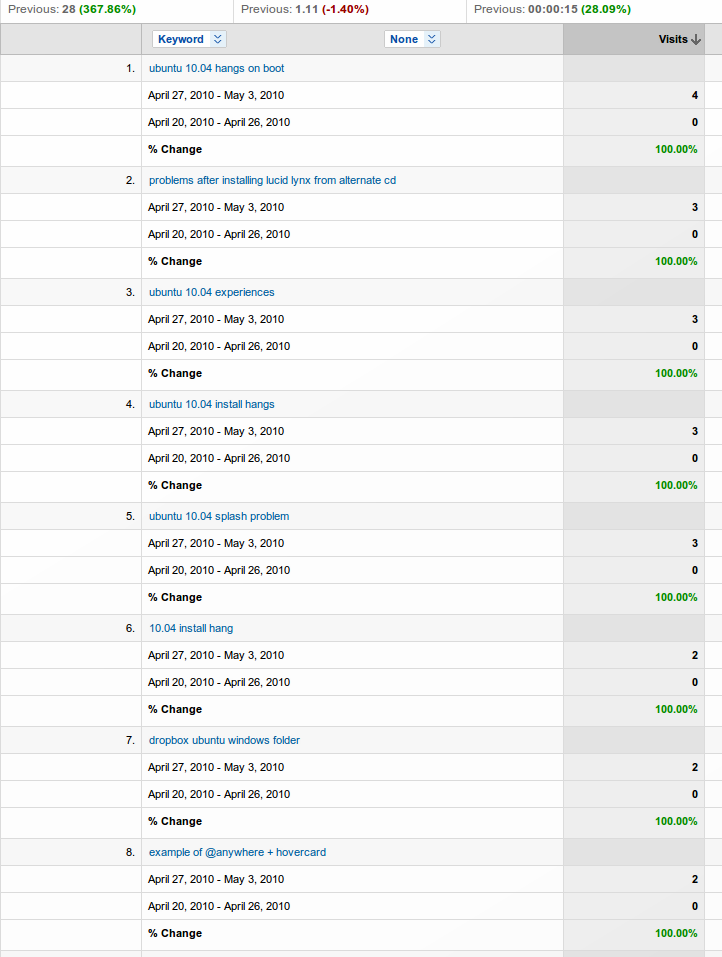 Previous: 28 (367.86%) Previous: 1.11 (-1.40%) Previous: 00:00:15 (28.09%)
Keyword None Visits
1. ubuntu 10.04 hangs on boot
April 27, 2010 - May 3, 2010 4
April 20, 2010 - April 26, 2010 0
% Change 100.00%
2. problems after installing lucid lynx from alternate cd
April 27, 2010 - May 3, 2010 3
April 20, 2010 - April 26, 2010 0
% Change 100.00%
3. ubuntu 10.04 experiences
April 27, 2010 - May 3, 2010 3
April 20, 2010 - April 26, 2010 0
% Change 100.00%
4. ubuntu 10.04 install hangs
April 27, 2010 - May 3, 2010 3
April 20, 2010 - April 26, 2010 0
% Change 100.00%
5. ubuntu 10.04 splash problem
April 27, 2010 - May 3, 2010 3
April 20, 2010 - April 26, 2010 0
% Change 100.00%
6. 10.04 install hang
April 27, 2010 - May 3, 2010 2
April 20, 2010 - April 26, 2010 0
% Change 100.00%
7. dropbox ubuntu windows folder
April 27, 2010 - May 3, 2010 2
April 20, 2010 - April 26, 2010 0
% Change 100.00%
8. example of @anywhere + hovercard
April 27, 2010 - May 3, 2010 2
April 20, 2010 - April 26, 2010 0
% Change 100.00%